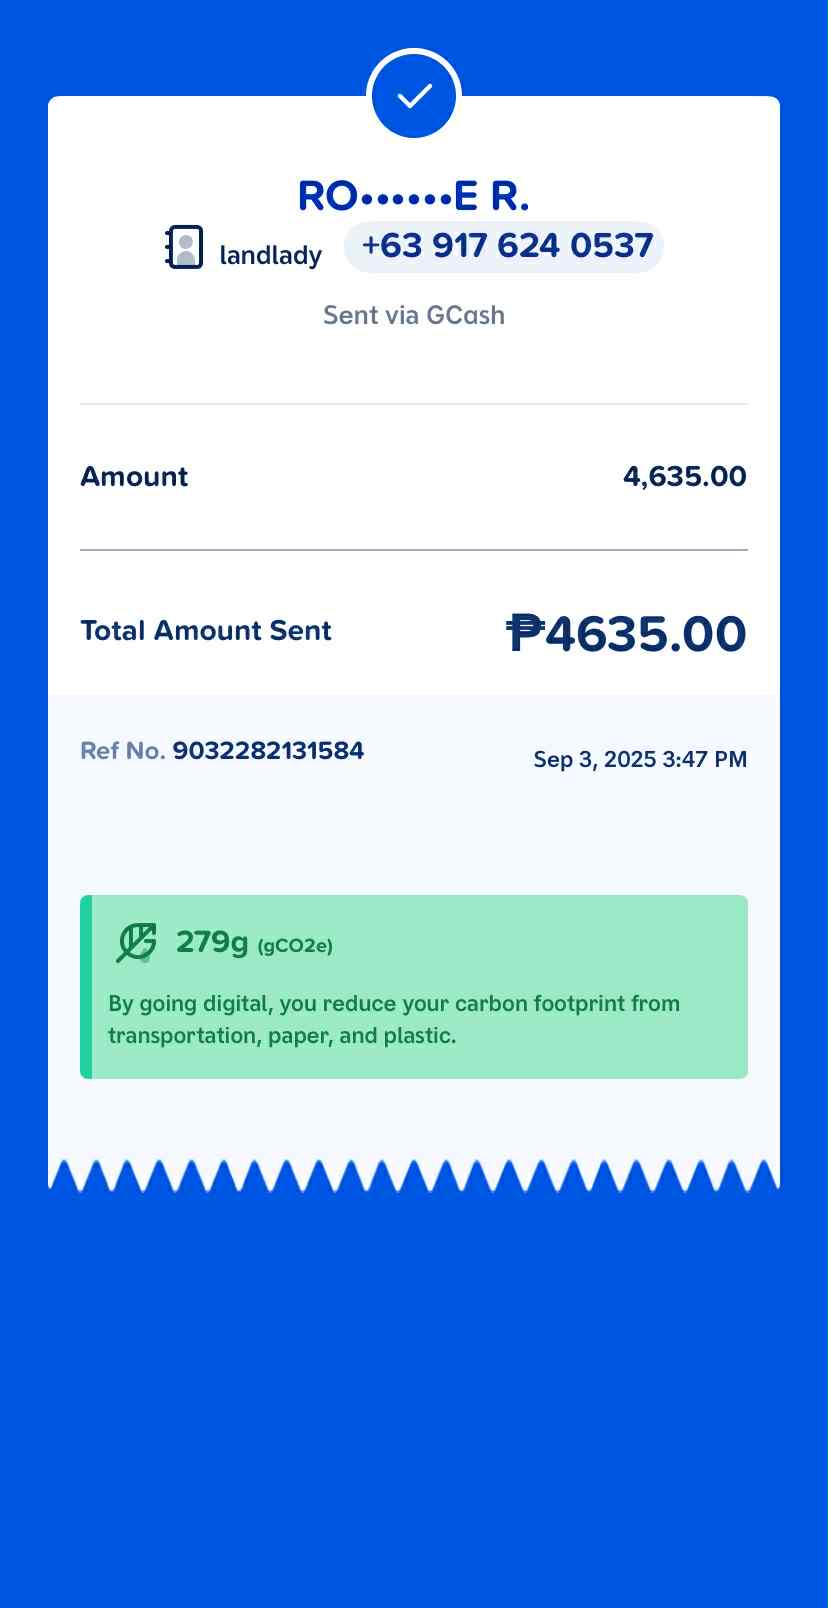 RO••••••E R.
landlady +63 917 624 0537
Sent via GCash
Amount 4,635.00
Total Amount Sent ₱4635.00
Ref No. 9032282131584 Sep 3, 2025 3:47 PM
279g (gCO2e)
By going digital, you reduce your carbon footprint from
transportation, paper, and plastic.